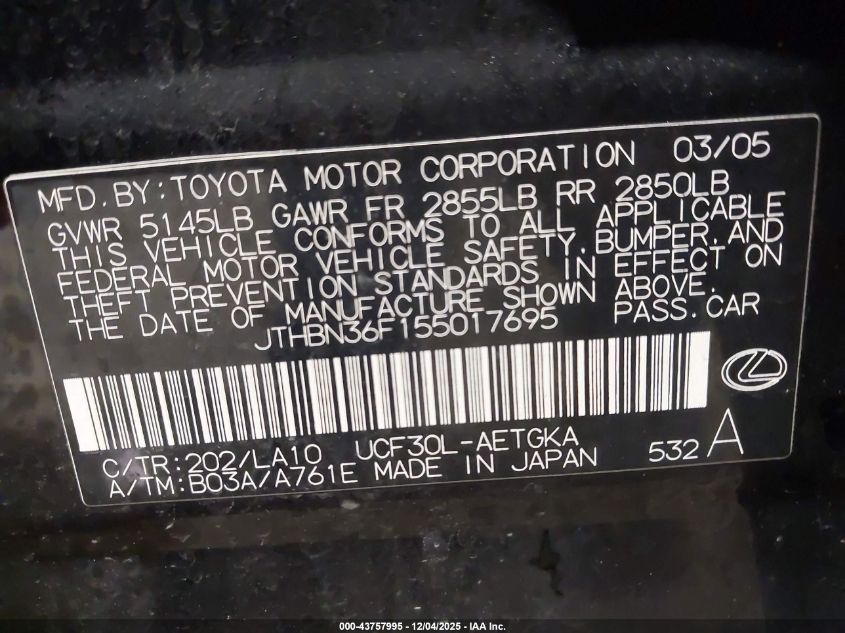 MFD. BY: TOYOTA MOTOR CORPORATION 03/05
GVWR 5145LB GAWR FR 2855LB RR 2850LB
THIS VEHICLE CONFORMS TO ALL APPLICABLE
FEDERAL MOTOR VEHICLE SAFETY, BUMPER, AND
THEFT PREVENTION STANDARDS IN EFFECT ON
THE DATE OF MANUFACTURE SHOWN ABOVE.
JTHBN36F155017695 PASS. CAR
C/TR: 202/LA10 UCF30L-AETGKA
A/TM: B03A/A761E MADE IN JAPAN 532 A
000-43757995 - 12/04/2025 - IAA Inc.